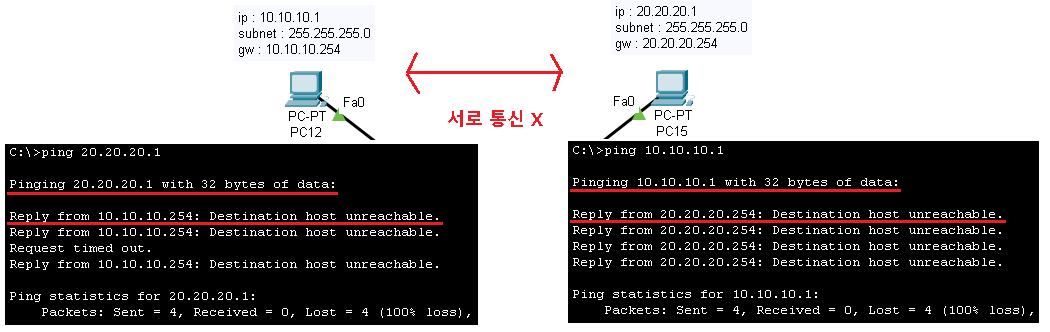 ip : 10.10.10.1
subnet : 255.255.255.0
gw : 10.10.10.254
ip : 20.20.20.1
subnet : 255.255.255.0
gw : 20.20.20.254
Fa0
PC-PT
PC12
서로 통신 X
Fa0
PC-PT
PC15
C:\>ping 20.20.20.1
Pinging 20.20.20.1 with 32 bytes of data:
Reply from 10.10.10.254: Destination host unreachable.
Reply from 10.10.10.254: Destination host unreachable.
Request timed out.
Reply from 10.10.10.254: Destination host unreachable.
Ping statistics for 20.20.20.1:
Packets: Sent = 4, Received = 0, Lost = 4 (100% loss),
C:\>ping 10.10.10.1
Pinging 10.10.10.1 with 32 bytes of data:
Reply from 20.20.20.254: Destination host unreachable.
Reply from 20.20.20.254: Destination host unreachable.
Reply from 20.20.20.254: Destination host unreachable.
Reply from 20.20.20.254: Destination host unreachable.
Ping statistics for 10.10.10.1:
Packets: Sent = 4, Received = 0, Lost = 4 (100% loss),